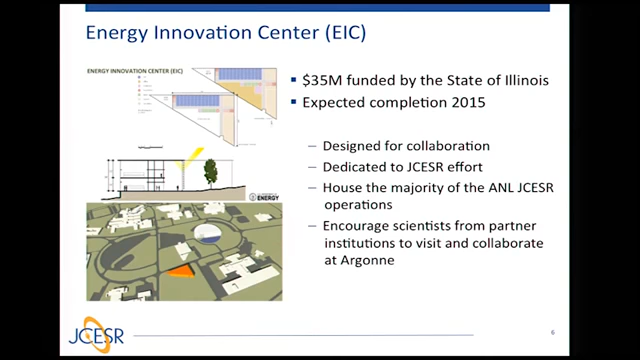 Energy Innovation Center (EIC)
ENERGY INNOVATION CENTER (EIC)
▪ $35M funded by the State of Illinois
▪ Expected completion 2015
– Designed for collaboration
– Dedicated to JCESR effort
– House the majority of the ANL JCESR
operations
– Encourage scientists from partner
institutions to visit and collaborate
at Argonne
ENERGY
JCESR
6